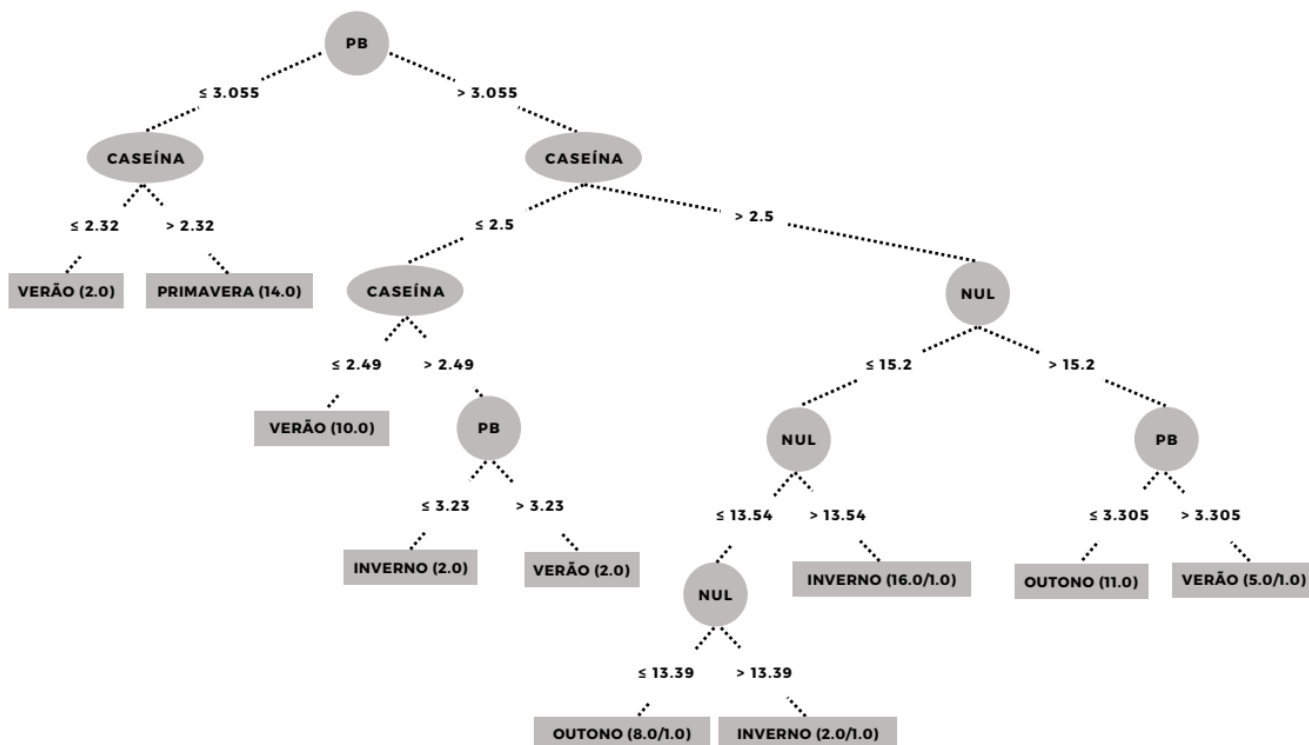 PB
≤ 3.055
> 3.055
CASEÍNA
CASEÍNA
≤ 2.32
> 2.32
≤ 2.5
> 2.5
VERÃO (2.0)
PRIMAVERA (14.0)
CASEÍNA
NUL
≤ 2.49
> 2.49
≤ 15.2
> 15.2
VERÃO (10.0)
PB
NUL
PB
≤ 3.23
> 3.23
≤ 13.54
> 13.54
≤ 3.305
> 3.305
INVERNO (2.0)
VERÃO (2.0)
NUL
INVERNO (16.0/1.0)
OUTONO (11.0)
VERÃO (5.0/1.0)
≤ 13.39
> 13.39
OUTONO (8.0/1.0)
INVERNO (2.0/1.0)